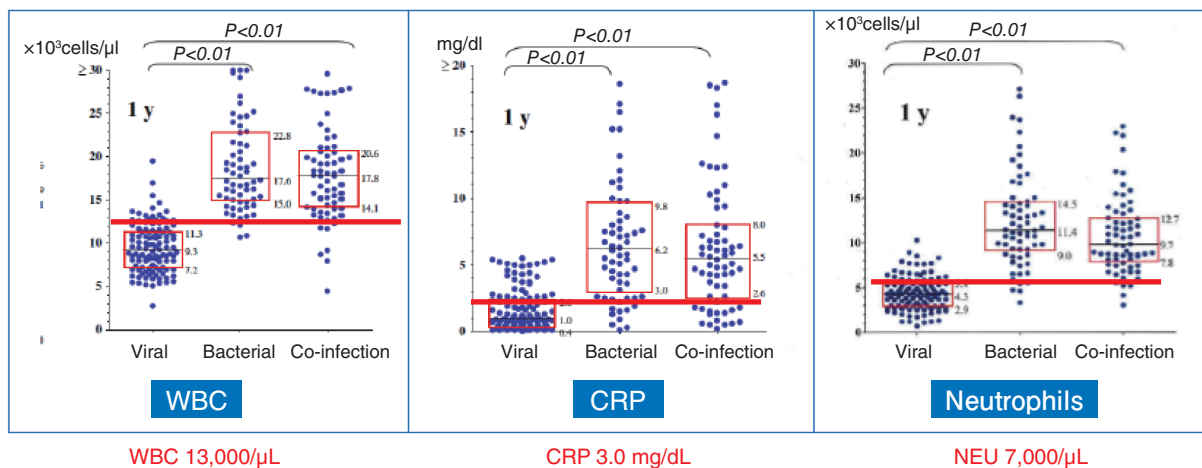 ×10³cells/µl
P<0.01
P<0.01
≥ 30
25
20
15
10
5
0
1 y
22.8
17.6
15.0
20.6
17.8
14.1
11.3
9.3
7.2
Viral Bacterial Co-infection
WBC
WBC 13,000/µL
mg/dl
P<0.01
P<0.01
≥ 20
15
10
5
0
1 y
9.8
6.2
3.0
8.0
5.5
2.6
1.0
0.4
Viral Bacterial Co-infection
CRP
CRP 3.0 mg/dL
×10³cells/µl
P<0.01
P<0.01
30
25
20
15
10
5
0
1 y
14.5
11.4
9.0
12.7
9.7
7.8
4.3
2.9
Viral Bacterial Co-infection
Neutrophils
NEU 7,000/µL